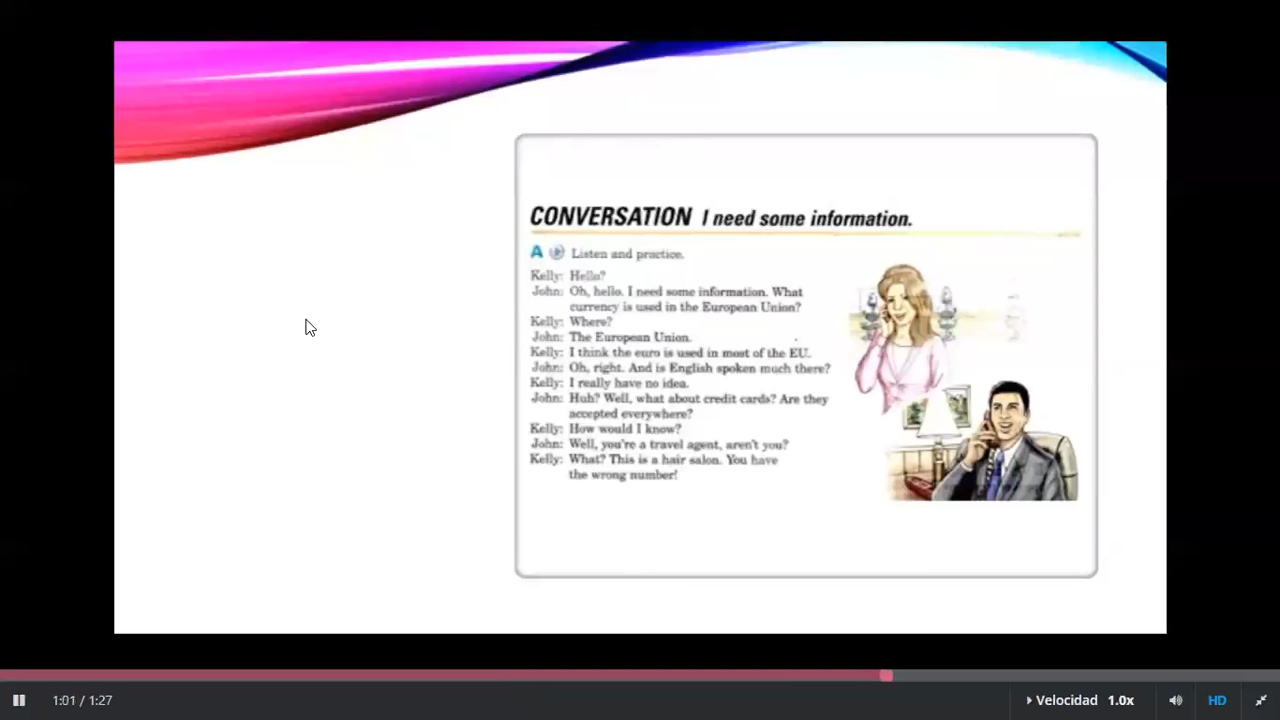 CONVERSATION I need some information.
A Listen and practice.
Kelly: Hello?
John: Oh, hello. I need some information. What
currency is used in the European Union?
Kelly: Where?
John: The European Union.
Kelly: I think the euro is used in most of the EU.
John: Oh, right. And is English spoken much there?
Kelly: I really have no idea.
John: Huh? Well, what about credit cards? Are they
accepted everywhere?
Kelly: How would I know?
John: Well, you're a travel agent, aren't you?
Kelly: What? This is a hair salon. You have
the wrong number!
1:01 / 1:27
Velocidad 1.0x
HD